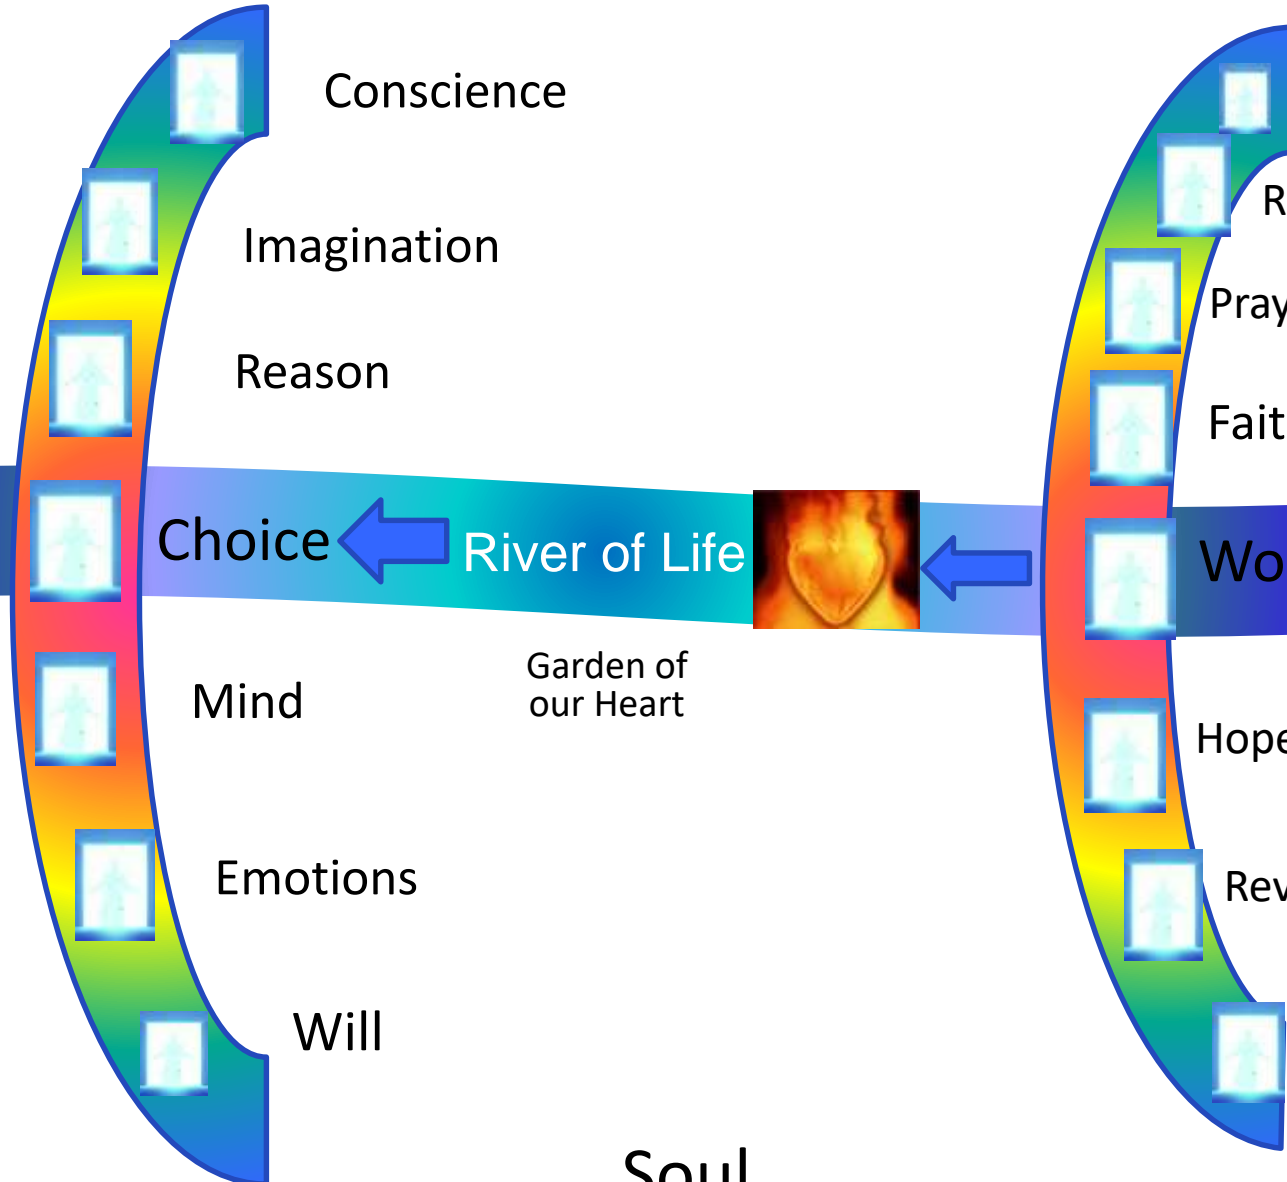 Conscience
Imagination
Reason
Choice
River of Life
Garden of
our Heart
Mind
Emotions
Will
Soul
R
Pray
Fait
Wo
Hope
Rev